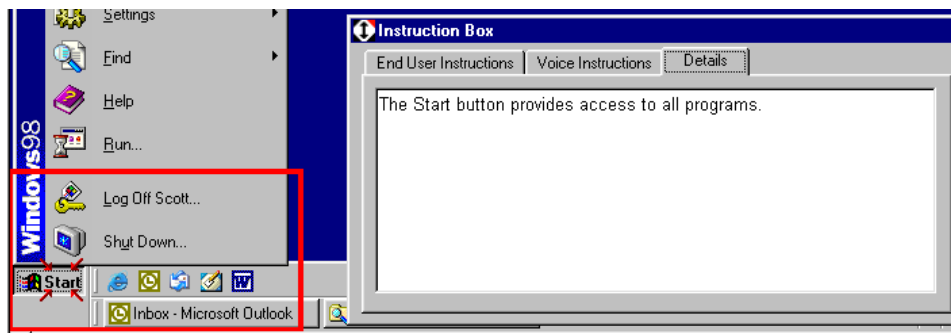 Settings
Find
Help
Run...
Log Off Scott...
Shut Down...
Windows98
Start
Inbox - Microsoft Outlook
Instruction Box
End User Instructions
Voice Instructions
Details
The Start button provides access to all programs.